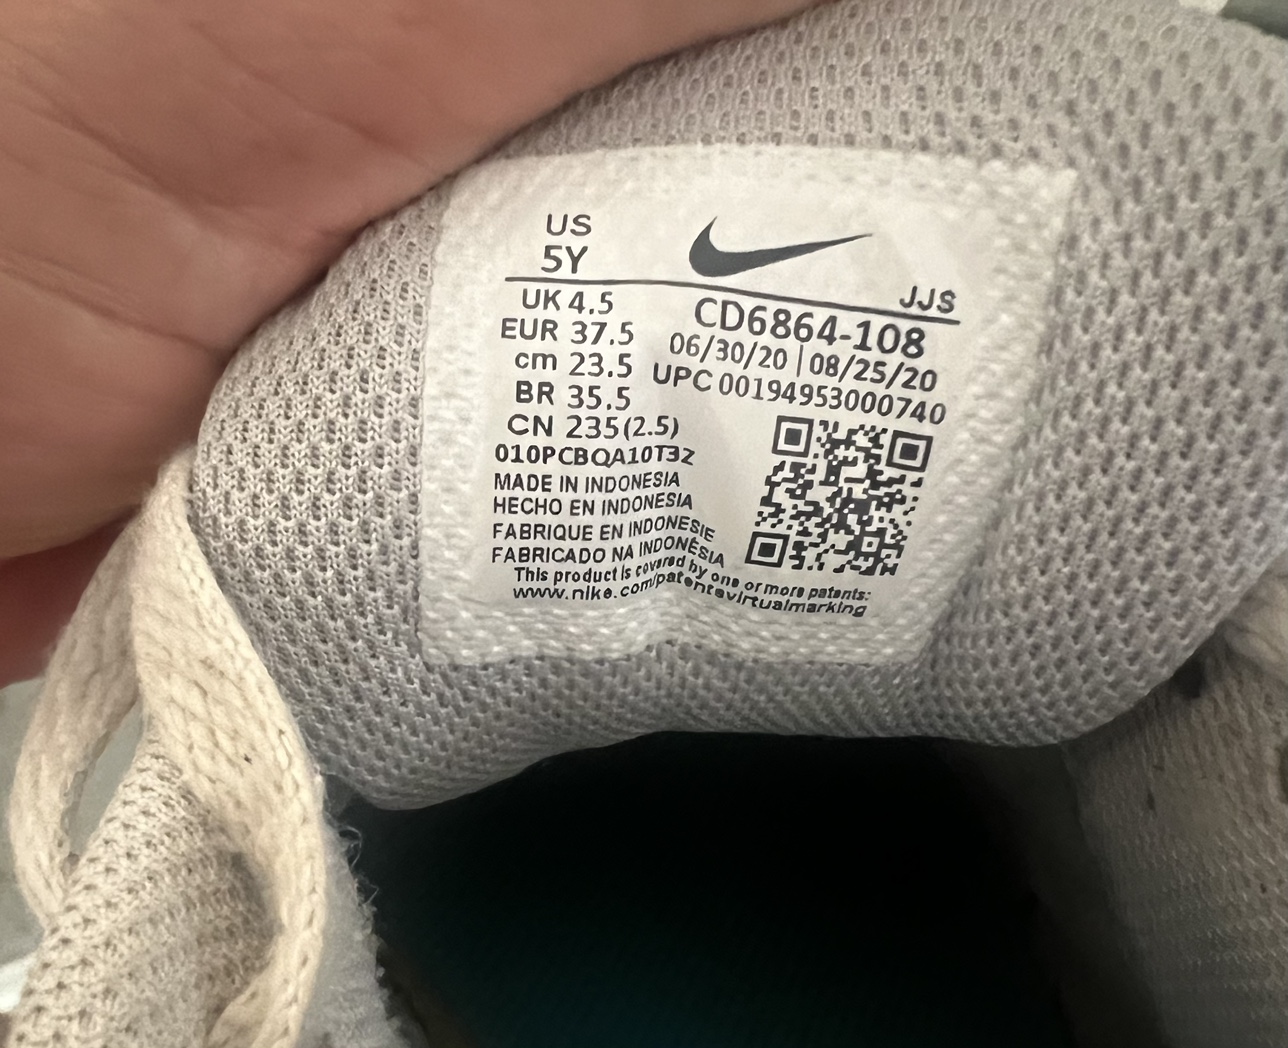 US
5Y
JJS
UK 4.5
EUR 37.5
cm 23.5
BR 35.5
CN 235(2.5)
CD6864-108
06/30/20 | 08/25/20
UPC 00194953000740
010PCBQA10T3Z
MADE IN INDONESIA
HECHO EN INDONESIA
FABRIQUE EN INDONESIE
FABRICADO NA INDONÉSIA
This product is covered by one or more patents:
www.nike.com/patentsvirtualmarking